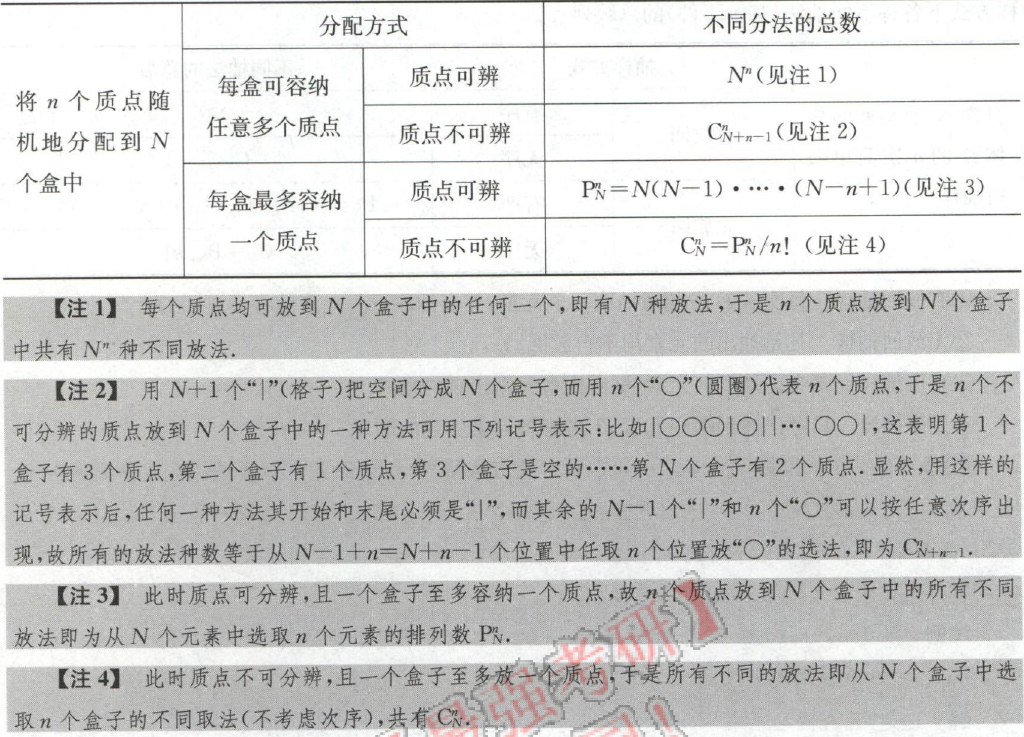 分配方式 不同分法的总数
将 n 个质点随机地分配到 N 个盒中
每盒可容纳任意多个质点 质点可辨 Nⁿ(见注 1)
质点不可辨 Cⁿ_{N+n-1}(见注 2)
每盒最多容纳一个质点 质点可辨 Pⁿ_N=N(N-1)·…·(N-n+1)(见注 3)
质点不可辨 Cⁿ_N=Pⁿ_N/n! (见注 4)
【注 1】 每个质点均可放到 N 个盒子中的任何一个,即有 N 种放法,于是 n 个质点放到 N 个盒子
中共有 Nⁿ 种不同放法.
【注 2】 用 N+1 个“|”(格子)把空间分成 N 个盒子,而用 n 个“○”(圆圈)代表 n 个质点,于是 n 个不
可分辨的质点放到 N 个盒子中的一种方法可用下列记号表示:比如|○○○|○||…|○○|,这表明第 1 个
盒子有 3 个质点,第二个盒子有 1 个质点,第 3 个盒子是空的……第 N 个盒子有 2 个质点.显然,用这样的
记号表示后,任何一种方法其开始和末尾必须是“|”,而其余的 N-1 个“|”和 n 个“○”可以按任意次序出
现,故所有的放法种数等于从 N-1+n=N+n-1 个位置中任取 n 个位置放“○”的选法,即为 Cⁿ_{N+n-1}.
【注 3】 此时质点可分辨,且一个盒子至多容纳一个质点,故 n 个质点放到 N 个盒子中的所有不同
放法即为从 N 个元素中选取 n 个元素的排列数 Pⁿ_N.
【注 4】 此时质点不可分辨,且一个盒子至多放一个质点,于是所有不同的放法即从 N 个盒子中选
取 n 个盒子的不同取法(不考虑次序),共有 Cⁿ_N.